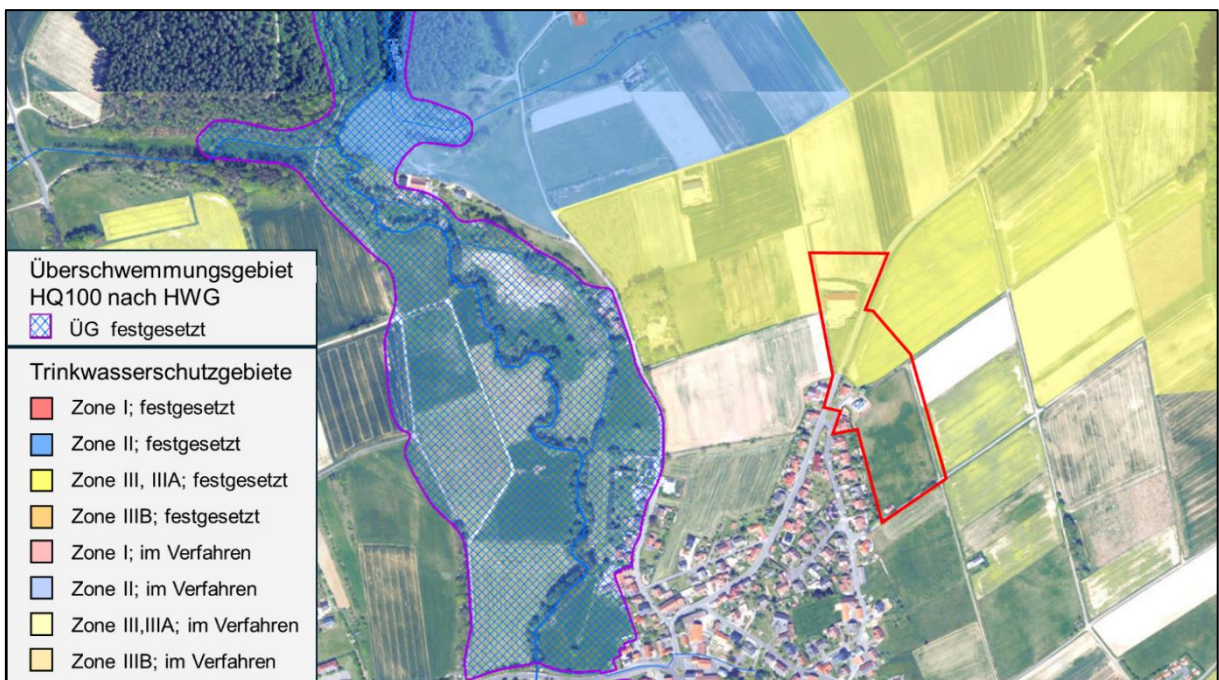 Überschwemmungsgebiet
HQ100 nach HWG
ÜG festgesetzt
Trinkwasserschutzgebiete
Zone I; festgesetzt
Zone II; festgesetzt
Zone III, IIIA; festgesetzt
Zone IIIB; festgesetzt
Zone I; im Verfahren
Zone II; im Verfahren
Zone III,IIIA; im Verfahren
Zone IIIB; im Verfahren